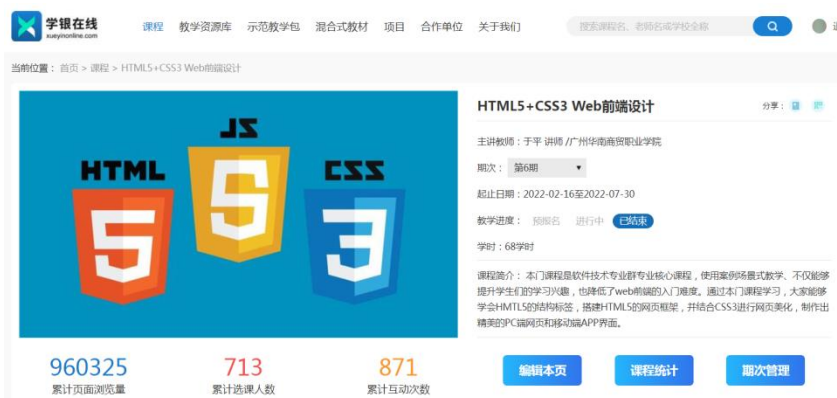 学银在线
xueyinonline.com
课程 教学资源库 示范教学包 混合式教材 项目 合作单位 关于我们
搜索课程名、老师名或学校全称
当前位置： 首页 > 课程 > HTML5+CSS3 Web前端设计
HTML
5
JS
5
CSS
3
HTML5+CSS3 Web前端设计
分享：
主讲教师：于平 讲师 /广州华南商贸职业学院
期次： 第6期
起止日期：2022-02-16至2022-07-30
教学进度： 预报名 进行中 已结束
学时：68学时
课程简介： 本门课程是软件技术专业群专业核心课程，使用案例场景式教学、不仅能够
提升学生们的学习兴趣，也降低了web前端的入门难度。通过本门课程学习，大家能够
学会HMTL5的结构标签，搭建HTML5的网页框架，并结合CSS3进行网页美化，制作出
精美的PC端网页和移动端APP界面。
960325
累计页面浏览量
713
累计选课人数
871
累计互动次数
编辑本页
课程统计
期次管理